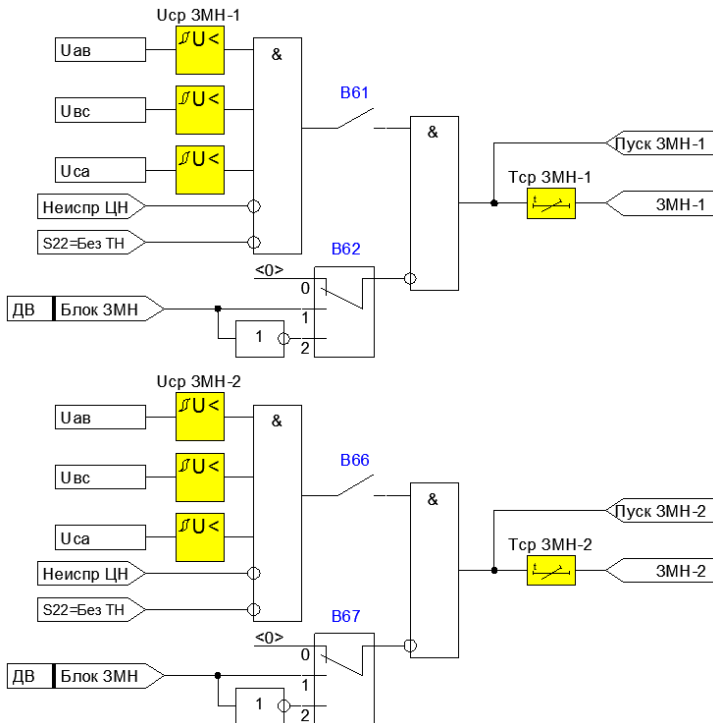 Uср ЗМН-1
Uав
U<
&
Uвс
U<
В61
&
Uса
U<
Пуск ЗМН-1
Тср ЗМН-1
t
ЗМН-1
Неиспр ЦН
S22=Без ТН
В62
<0>
0
ДВ
Блок ЗМН
1
1
2
Uср ЗМН-2
Uав
U<
&
Uвс
U<
В66
&
Uса
U<
Пуск ЗМН-2
Тср ЗМН-2
t
ЗМН-2
Неиспр ЦН
S22=Без ТН
В67
<0>
0
ДВ
Блок ЗМН
1
1
2